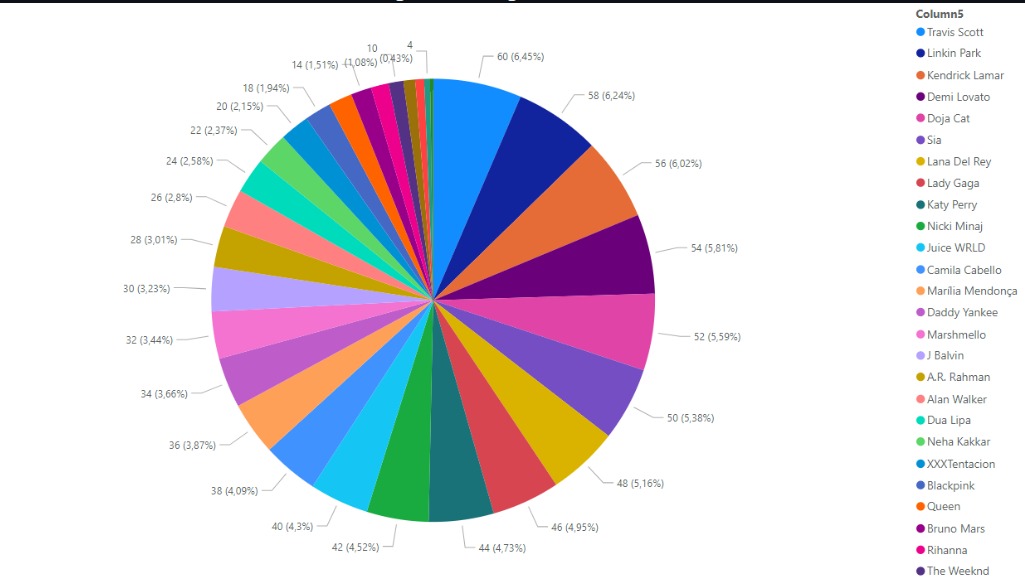 60 (6,45%)
58 (6,24%)
56 (6,02%)
54 (5,81%)
52 (5,59%)
50 (5,38%)
48 (5,16%)
46 (4,95%)
44 (4,73%)
42 (4,52%)
40 (4,3%)
38 (4,09%)
36 (3,87%)
34 (3,66%)
32 (3,44%)
30 (3,23%)
28 (3,01%)
26 (2,8%)
24 (2,58%)
22 (2,37%)
20 (2,15%)
18 (1,94%)
14 (1,51%)
10
(1,08%)
4
(0,43%)
Column5
Travis Scott
Linkin Park
Kendrick Lamar
Demi Lovato
Doja Cat
Sia
Lana Del Rey
Lady Gaga
Katy Perry
Nicki Minaj
Juice WRLD
Camila Cabello
Marília Mendonça
Daddy Yankee
Marshmello
J Balvin
A.R. Rahman
Alan Walker
Dua Lipa
Neha Kakkar
XXXTentacion
Blackpink
Queen
Bruno Mars
Rihanna
The Weeknd